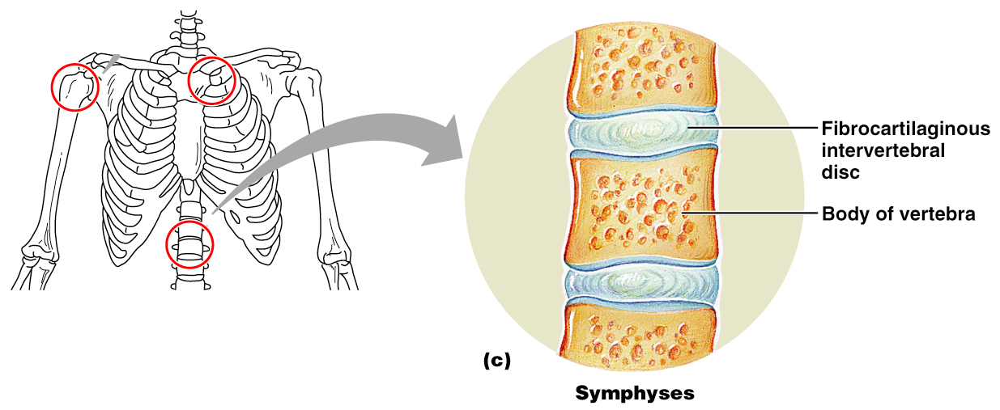 Fibrocartilaginous
intervertebral
disc
Body of vertebra
(c)
Symphyses